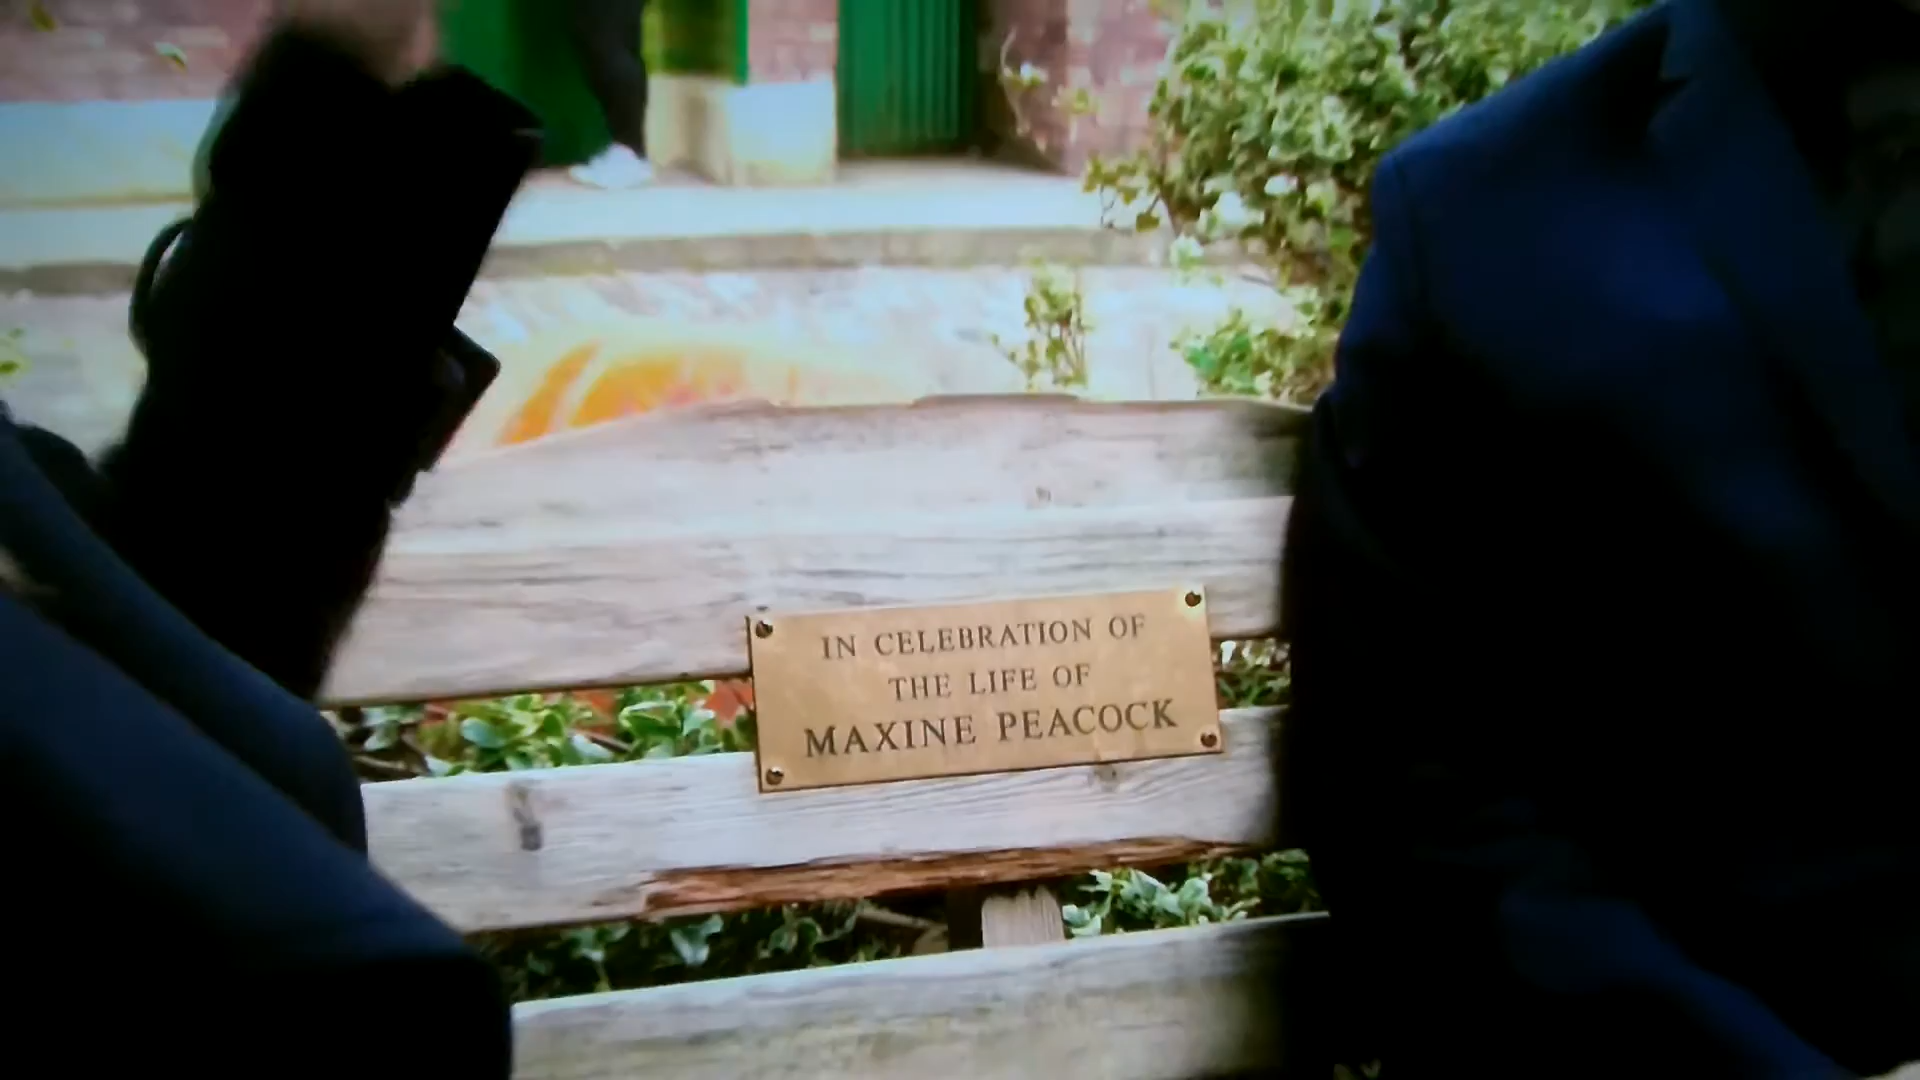 IN CELEBRATION OF
THE LIFE OF
MAXINE PEACOCK